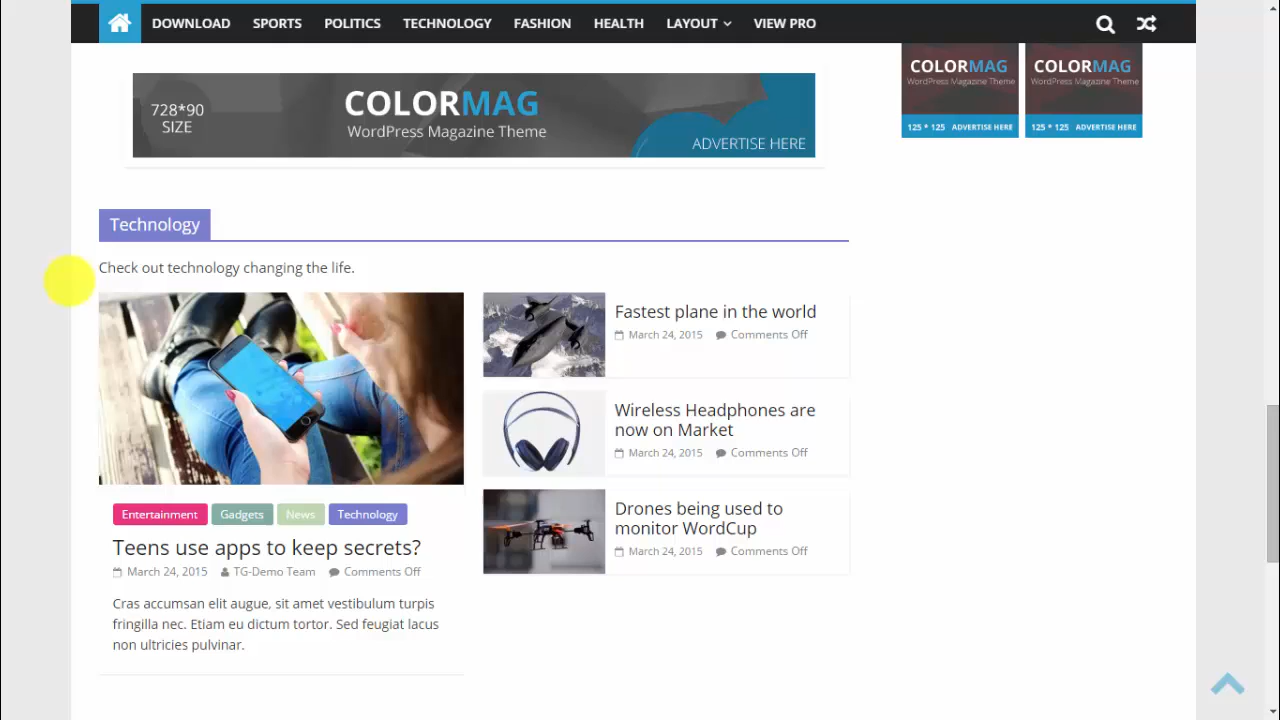 DOWNLOAD SPORTS POLITICS TECHNOLOGY FASHION HEALTH LAYOUT VIEW PRO
728*90
SIZE
COLORMAG
WordPress Magazine Theme
ADVERTISE HERE
COLORMAG
WordPress Magazine Theme
125 * 125 ADVERTISE HERE
COLORMAG
WordPress Magazine Theme
125 * 125 ADVERTISE HERE
Technology
Check out technology changing the life.
Entertainment Gadgets News Technology
Teens use apps to keep secrets?
March 24, 2015 TG-Demo Team Comments Off
Cras accumsan elit augue, sit amet vestibulum turpis
fringilla nec. Etiam eu dictum tortor. Sed feugiat lacus
non ultricies pulvinar.
Fastest plane in the world
March 24, 2015 Comments Off
Wireless Headphones are
now on Market
March 24, 2015 Comments Off
Drones being used to
monitor WordCup
March 24, 2015 Comments Off